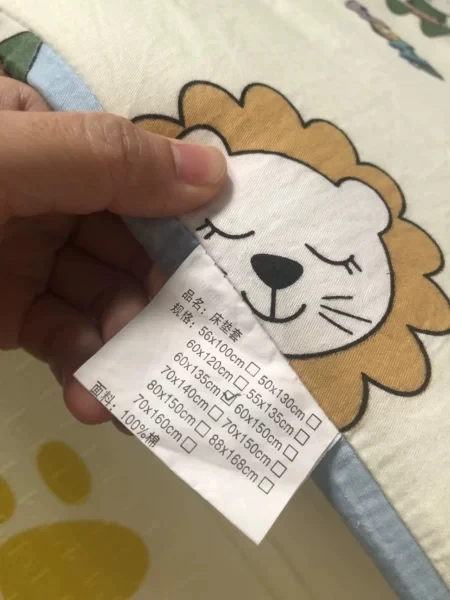 品名：床垫套
规格：56x100cm□ 50x130cm□
60x120cm□ 55x135cm□
60x135cm☑ 60x150cm□
70x140cm□ 70x150cm□
80x150cm□ 88x168cm□
70x160cm□
面料：100%棉